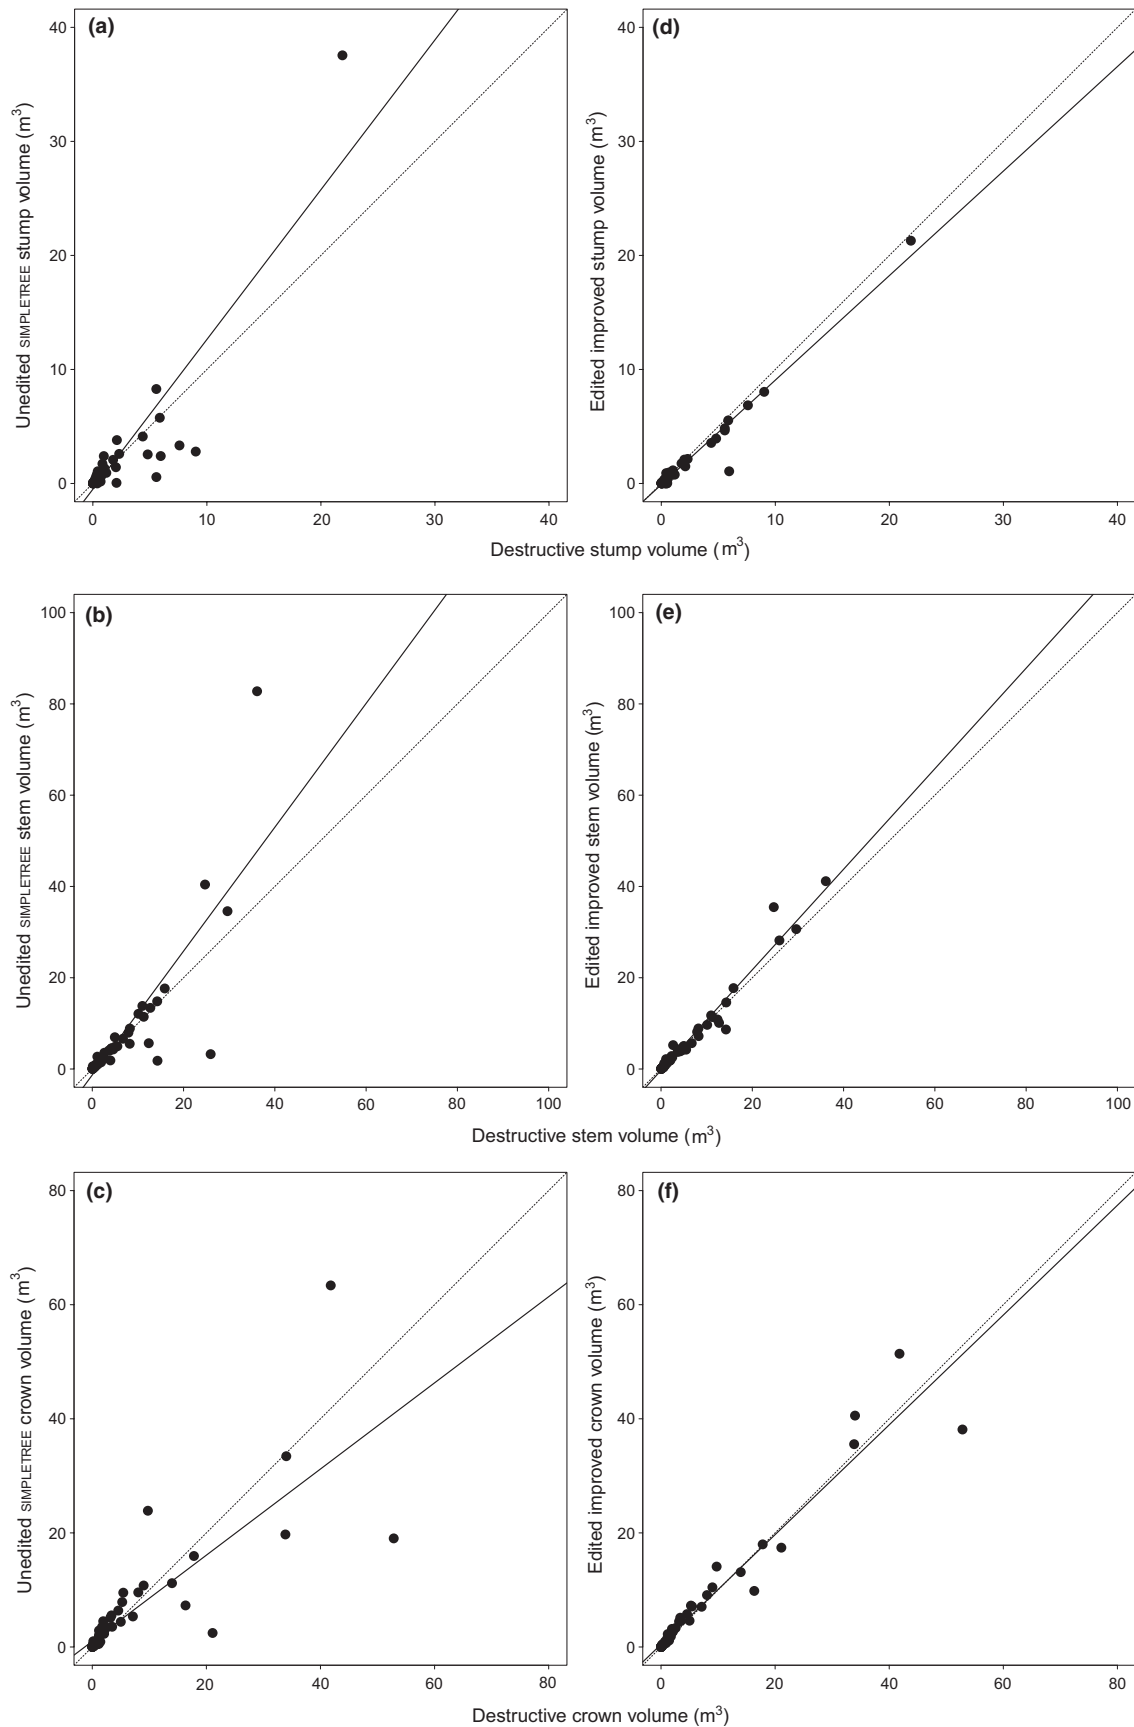 (a)
Unedited SIMPLETREE stump volume (m³)
40
30
20
10
0
0 10 20 30 40
(d)
Edited improved stump volume (m³)
40
30
20
10
0
0 10 20 30 40
Destructive stump volume (m³)
(b)
Unedited SIMPLETREE stem volume (m³)
100
80
60
40
20
0
0 20 40 60 80 100
(e)
Edited improved stem volume (m³)
100
80
60
40
20
0
0 20 40 60 80 100
Destructive stem volume (m³)
(c)
Unedited SIMPLETREE crown volume (m³)
80
60
40
20
0
0 20 40 60 80
(f)
Edited improved crown volume (m³)
80
60
40
20
0
0 20 40 60 80
Destructive crown volume (m³)